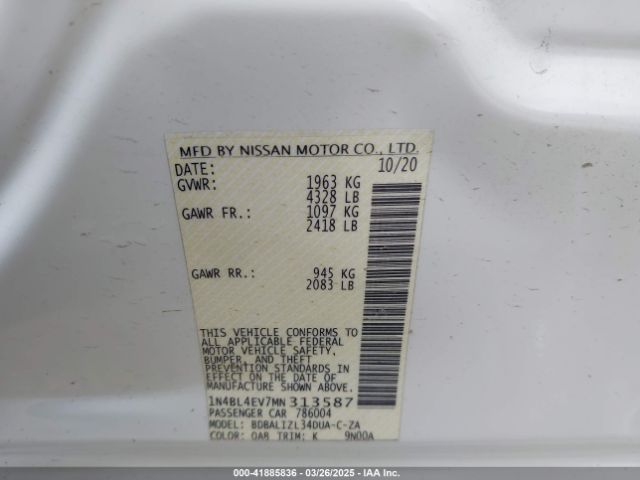 MFD BY NISSAN MOTOR CO., LTD.
DATE: 10/20
GVWR: 1963 KG
4328 LB
GAWR FR.: 1097 KG
2418 LB
GAWR RR.: 945 KG
2083 LB
THIS VEHICLE CONFORMS TO
ALL APPLICABLE FEDERAL
MOTOR VEHICLE SAFETY,
BUMPER, AND THEFT
PREVENTION STANDARDS IN
EFFECT ON THE DATE OF
MANUFACTURE SHOWN ABOVE.
1N4BL4EV7MN313587
PASSENGER CAR 786004
MODEL: BDBALIZL34DUA-C-ZA
COLOR: QAB TRIM: K 9N00A
000-41885836 - 03/26/2025 - IAA Inc.